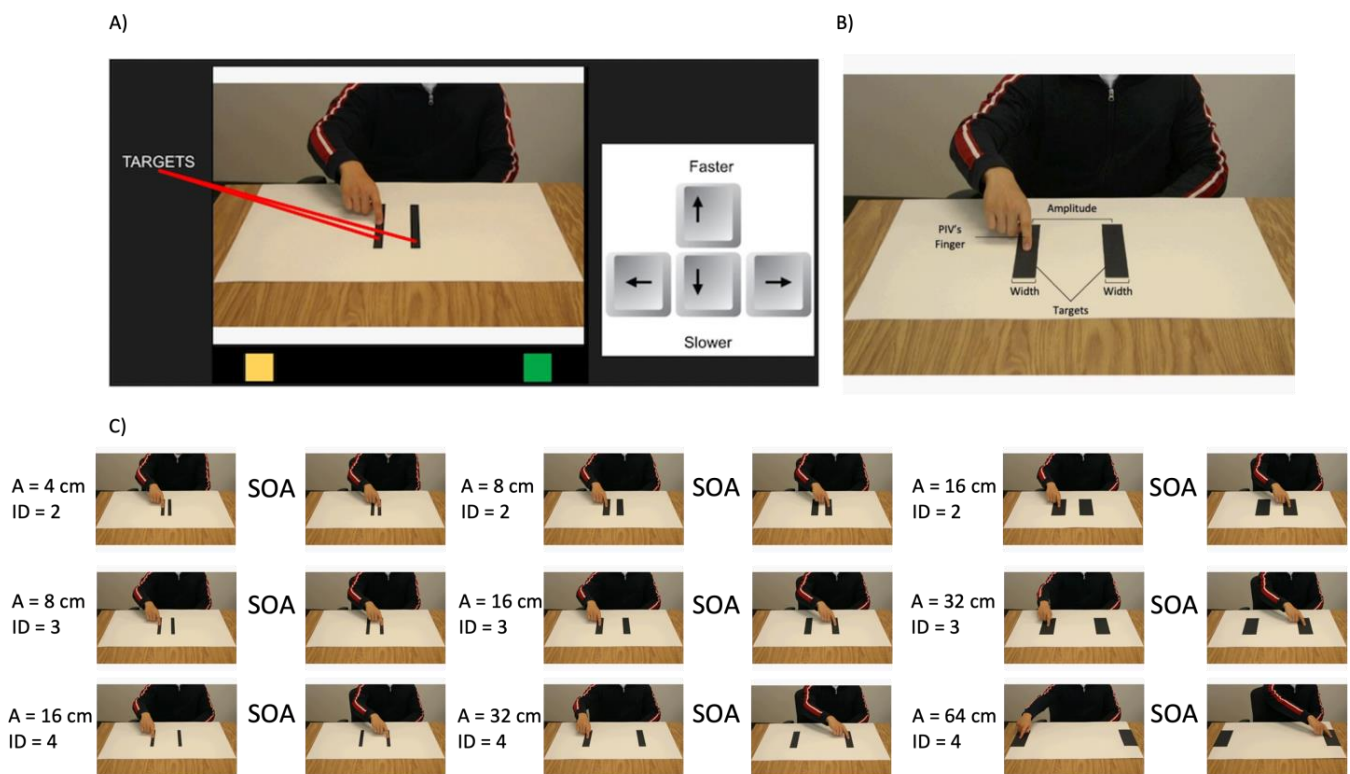 A)
B)
TARGETS
Faster
↑
← ↓ →
Slower
Amplitude
PIV's
Finger
Width Width
Targets
C)
A = 4 cm
ID = 2
SOA
A = 8 cm
ID = 2
SOA
A = 16 cm
ID = 2
SOA
A = 8 cm
ID = 3
SOA
A = 16 cm
ID = 3
SOA
A = 32 cm
ID = 3
SOA
A = 16 cm
ID = 4
SOA
A = 32 cm
ID = 4
SOA
A = 64 cm
ID = 4
SOA